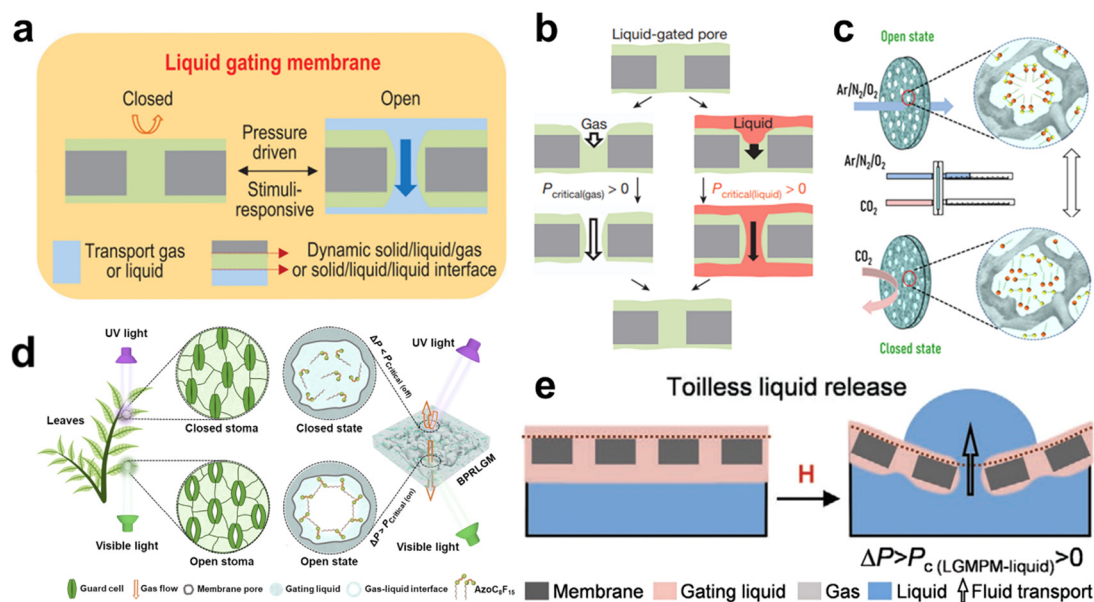 a
Liquid gating membrane
Closed
Open
Pressure
driven
Stimuli-
responsive
Transport gas
or liquid
Dynamic solid/liquid/gas
or solid/liquid/liquid interface
b
Liquid-gated pore
Gas
Liquid
Pcritical(gas) > 0
Pcritical(liquid) > 0
c
Open state
Ar/N2/O2
Ar/N2/O2
CO2
CO2
Closed state
d
UV light
Leaves
Visible light
Closed stoma
Open stoma
Closed state
Open state
ΔP < PCritical (off)
ΔP > PCritical (on)
UV light
BPRLGM
Visible light
Guard cell
Gas flow
Membrane pore
Gating liquid
Gas-liquid interface
AzoC8F15
e
Toilless liquid release
H
ΔP>Pc (LGMPM-liquid)>0
Membrane
Gating liquid
Gas
Liquid
Fluid transport